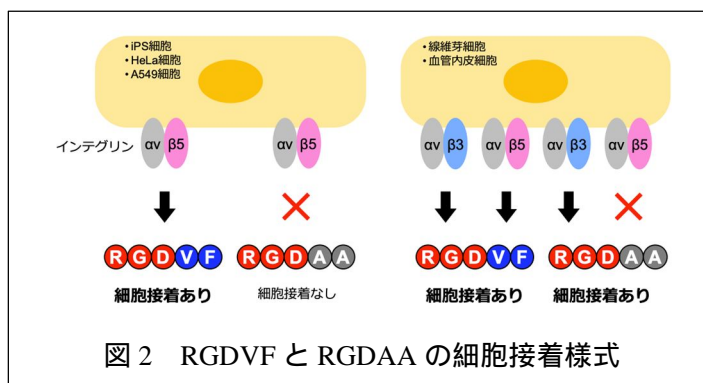 • iPS細胞
• HeLa細胞
• A549細胞
• 線維芽細胞
• 血管内皮細胞
インテグリン
αv β5
αv β5
αv β3
αv β5
αv β3
αv β5
RGDVF
RGDAA
RGDVF
RGDAA
細胞接着あり
細胞接着なし
細胞接着あり
細胞接着あり
図 2 RGDVF と RGDAA の細胞接着様式